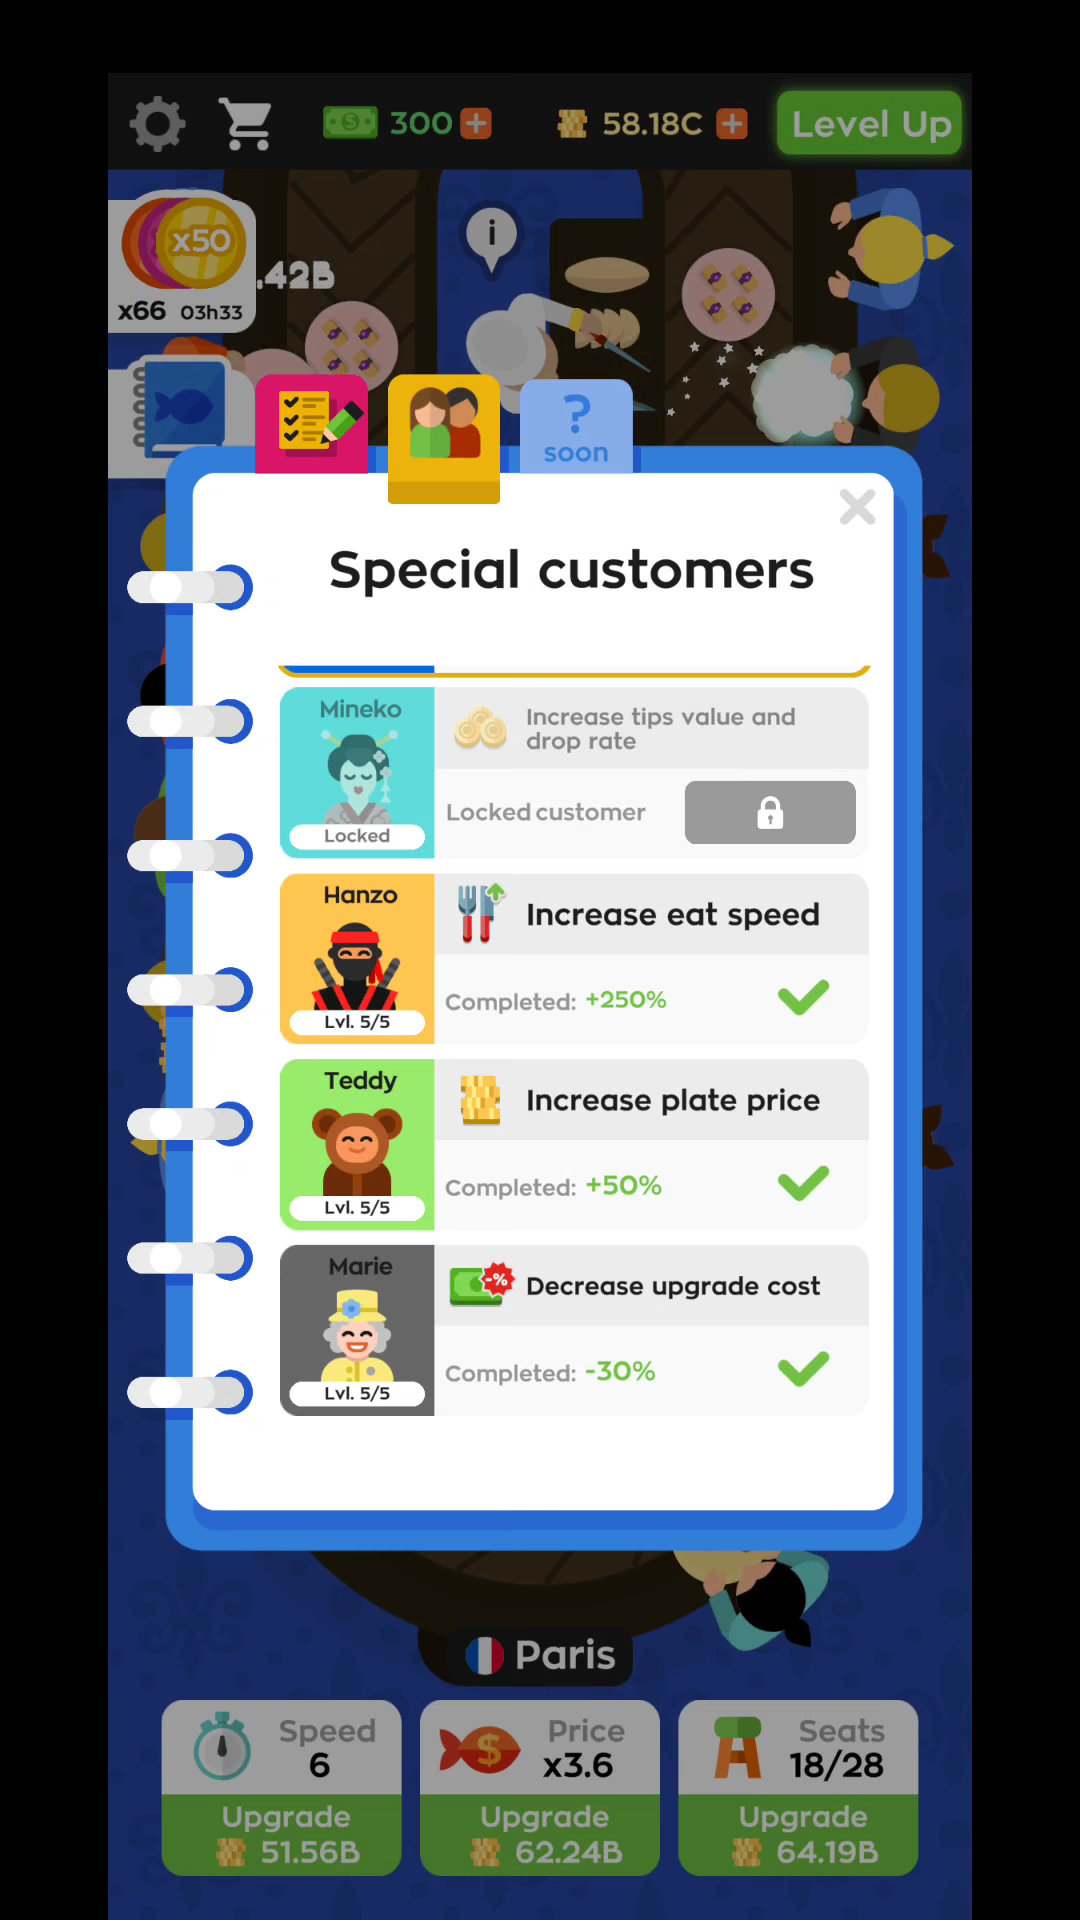 300
58.18C
Level Up
x50
.42B
x66 03h33
i
?
soon
Special customers
Mineko
Increase tips value and
drop rate
Locked customer
Locked
Hanzo
Increase eat speed
Completed: +250%
Lvl. 5/5
Teddy
Increase plate price
Completed: +50%
Lvl. 5/5
Marie
-%
Decrease upgrade cost
Completed: -30%
Lvl. 5/5
Paris
Speed
6
Upgrade
51.56B
Price
x3.6
Upgrade
62.24B
Seats
18/28
Upgrade
64.19B